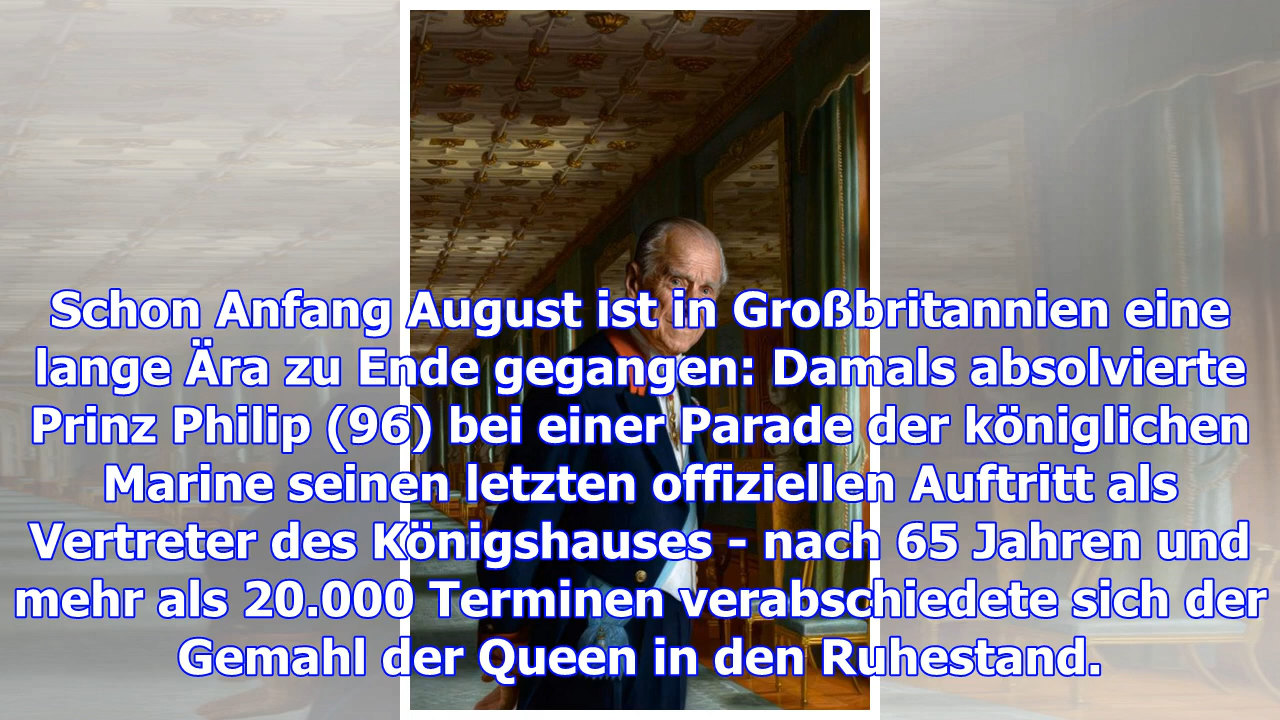 Schon Anfang August ist in Großbritannien eine
lange Ära zu Ende gegangen: Damals absolvierte
Prinz Philip (96) bei einer Parade der königlichen
Marine seinen letzten offiziellen Auftritt als
Vertreter des Königshauses - nach 65 Jahren und
mehr als 20.000 Terminen verabschiedete sich der
Gemahl der Queen in den Ruhestand.